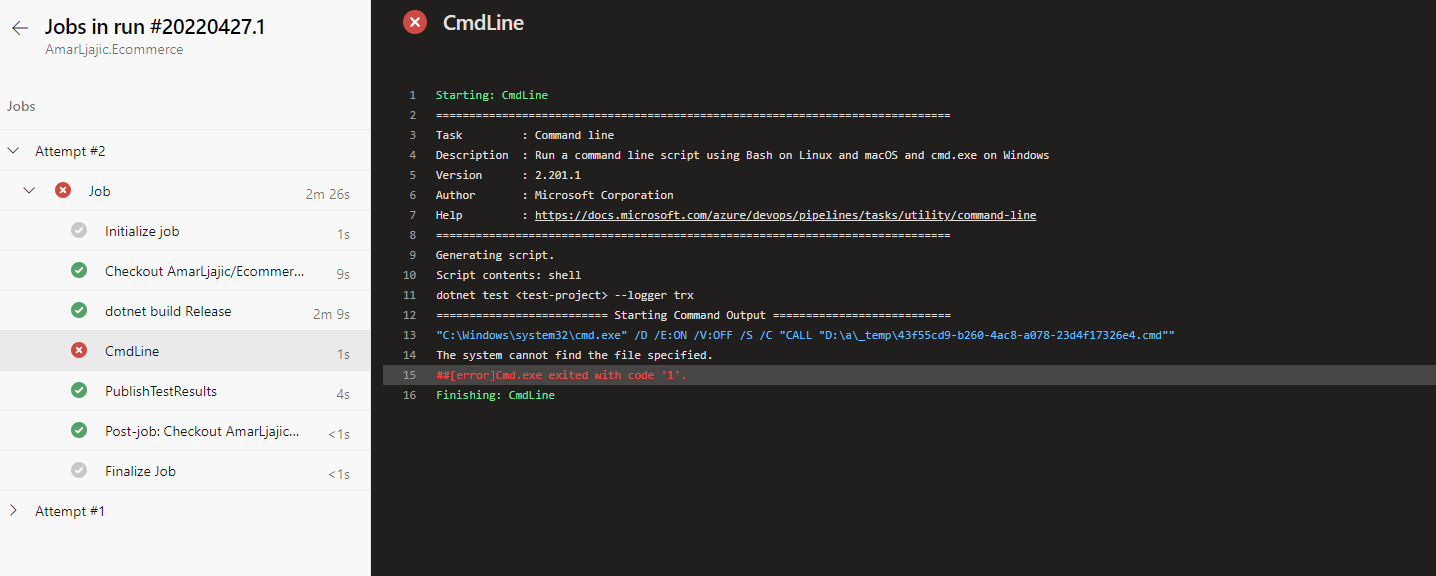 Jobs in run #20220427.1
AmarLjajic.Ecommerce
Jobs
Attempt #2
Job 2m 26s
Initialize job 1s
Checkout AmarLjajic/Ecommer... 9s
dotnet build Release 2m 9s
CmdLine 1s
PublishTestResults 4s
Post-job: Checkout AmarLjajic... <1s
Finalize Job <1s
Attempt #1
CmdLine
1 Starting: CmdLine
2 ==============================================================================
3 Task         : Command line
4 Description  : Run a command line script using Bash on Linux and macOS and cmd.exe on Windows
5 Version      : 2.201.1
6 Author       : Microsoft Corporation
7 Help         : https://docs.microsoft.com/azure/devops/pipelines/tasks/utility/command-line
8 ==============================================================================
9 Generating script.
10 Script contents: shell
11 dotnet test <test-project> --logger trx
12 ========================== Starting Command Output ===========================
13 "C:\Windows\system32\cmd.exe" /D /E:ON /V:OFF /S /C "CALL "D:\a\_temp\43f55cd9-b260-4ac8-a078-23d4f17326e4.cmd""
14 The system cannot find the file specified.
15 ##[error]Cmd.exe exited with code '1'.
16 Finishing: CmdLine